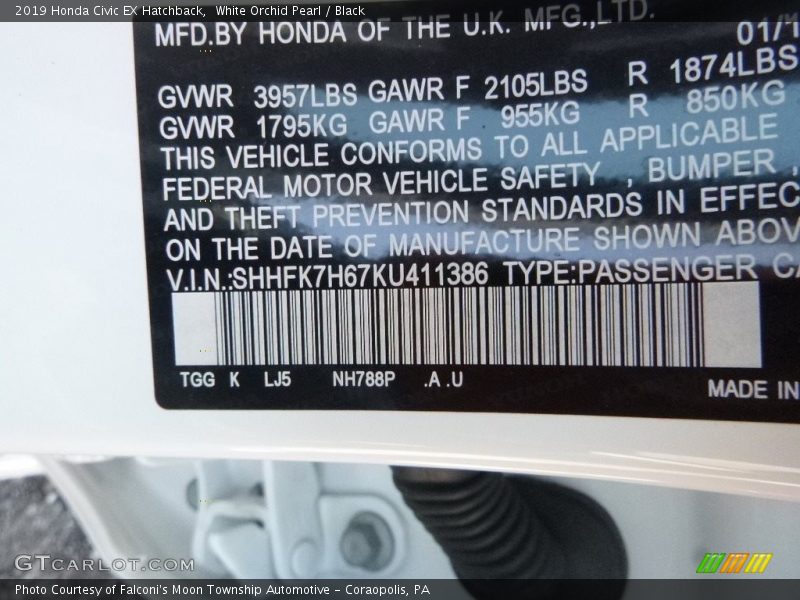 2019 Honda Civic EX Hatchback, White Orchid Pearl / Black
MFD.BY HONDA OF THE U.K. MFG.,LTD. 01/1
GVWR 3957LBS GAWR F 2105LBS R 1874LBS
GVWR 1795KG GAWR F 955KG R 850KG
THIS VEHICLE CONFORMS TO ALL APPLICABLE
FEDERAL MOTOR VEHICLE SAFETY , BUMPER ,
AND THEFT PREVENTION STANDARDS IN EFFEC
ON THE DATE OF MANUFACTURE SHOWN ABOV
V.I.N.:SHHFK7H67KU411386 TYPE:PASSENGER CA
TGG K LJ5 NH788P .A.U
MADE IN
GTCARLOT.COM
Photo Courtesy of Falconi's Moon Township Automotive - Coraopolis, PA